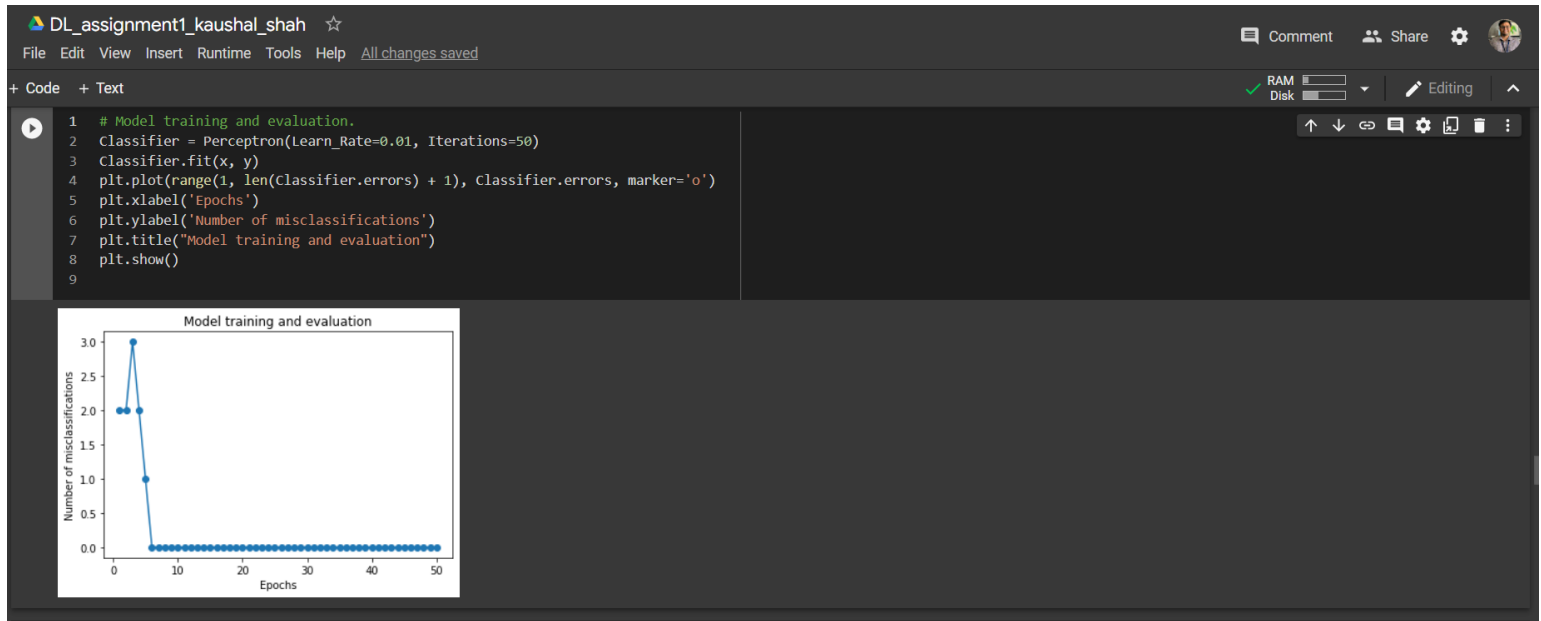 DL_assignment1_kaushal_shah
Comment Share
File Edit View Insert Runtime Tools Help All changes saved
+ Code + Text
RAM
Disk
Editing
1 # Model training and evaluation.
2 Classifier = Perceptron(Learn_Rate=0.01, Iterations=50)
3 Classifier.fit(x, y)
4 plt.plot(range(1, len(Classifier.errors) + 1), Classifier.errors, marker='o')
5 plt.xlabel('Epochs')
6 plt.ylabel('Number of misclassifications')
7 plt.title("Model training and evaluation")
8 plt.show()
9
Model training and evaluation
Number of misclassifications
3.0
2.5
2.0
1.5
1.0
0.5
0.0
0 10 20 30 40 50
Epochs